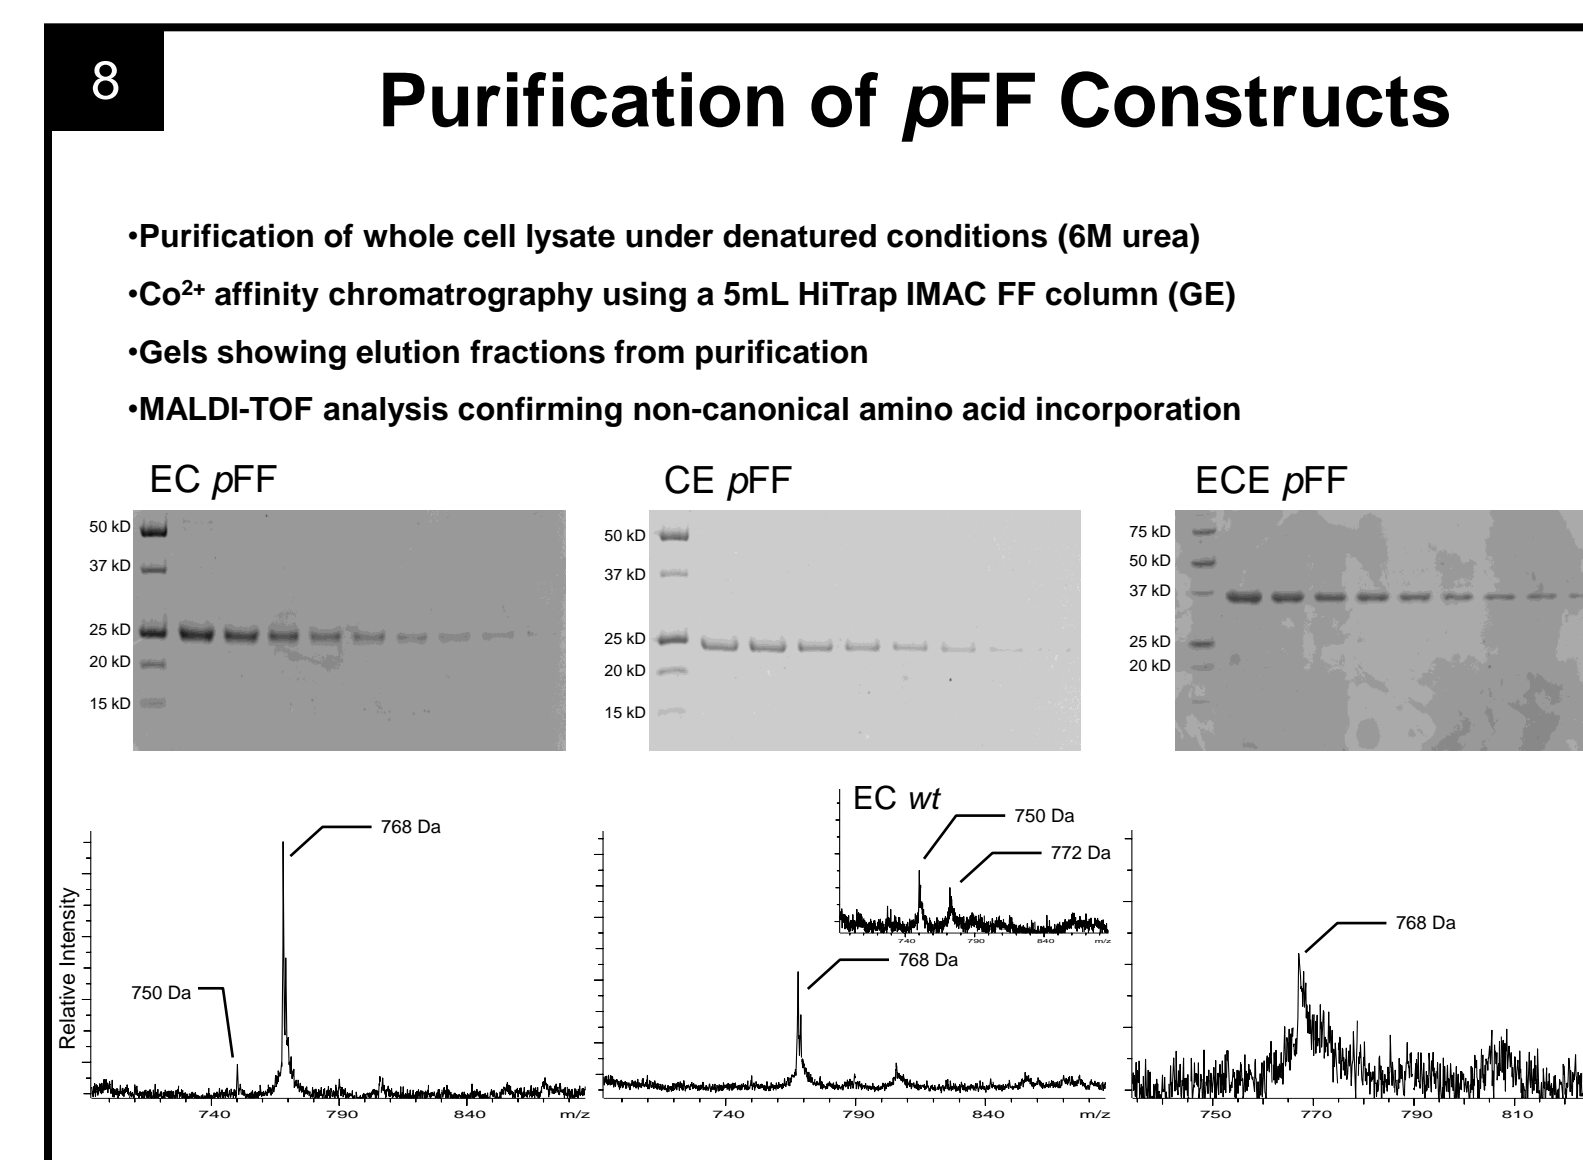 8
Purification of pFF Constructs
•Purification of whole cell lysate under denatured conditions (6M urea)
•Co2+ affinity chromatrography using a 5mL HiTrap IMAC FF column (GE)
•Gels showing elution fractions from purification
•MALDI-TOF analysis confirming non-canonical amino acid incorporation
EC pFF
50 kD
37 kD
25 kD
20 kD
15 kD
CE pFF
50 kD
37 kD
25 kD
20 kD
15 kD
ECE pFF
75 kD
50 kD
37 kD
25 kD
20 kD
Relative Intensity
750 Da
768 Da
740 790 840 m/z
EC wt
750 Da
772 Da
740 790 840 m/z
768 Da
740 790 840 m/z
768 Da
750 770 790 810